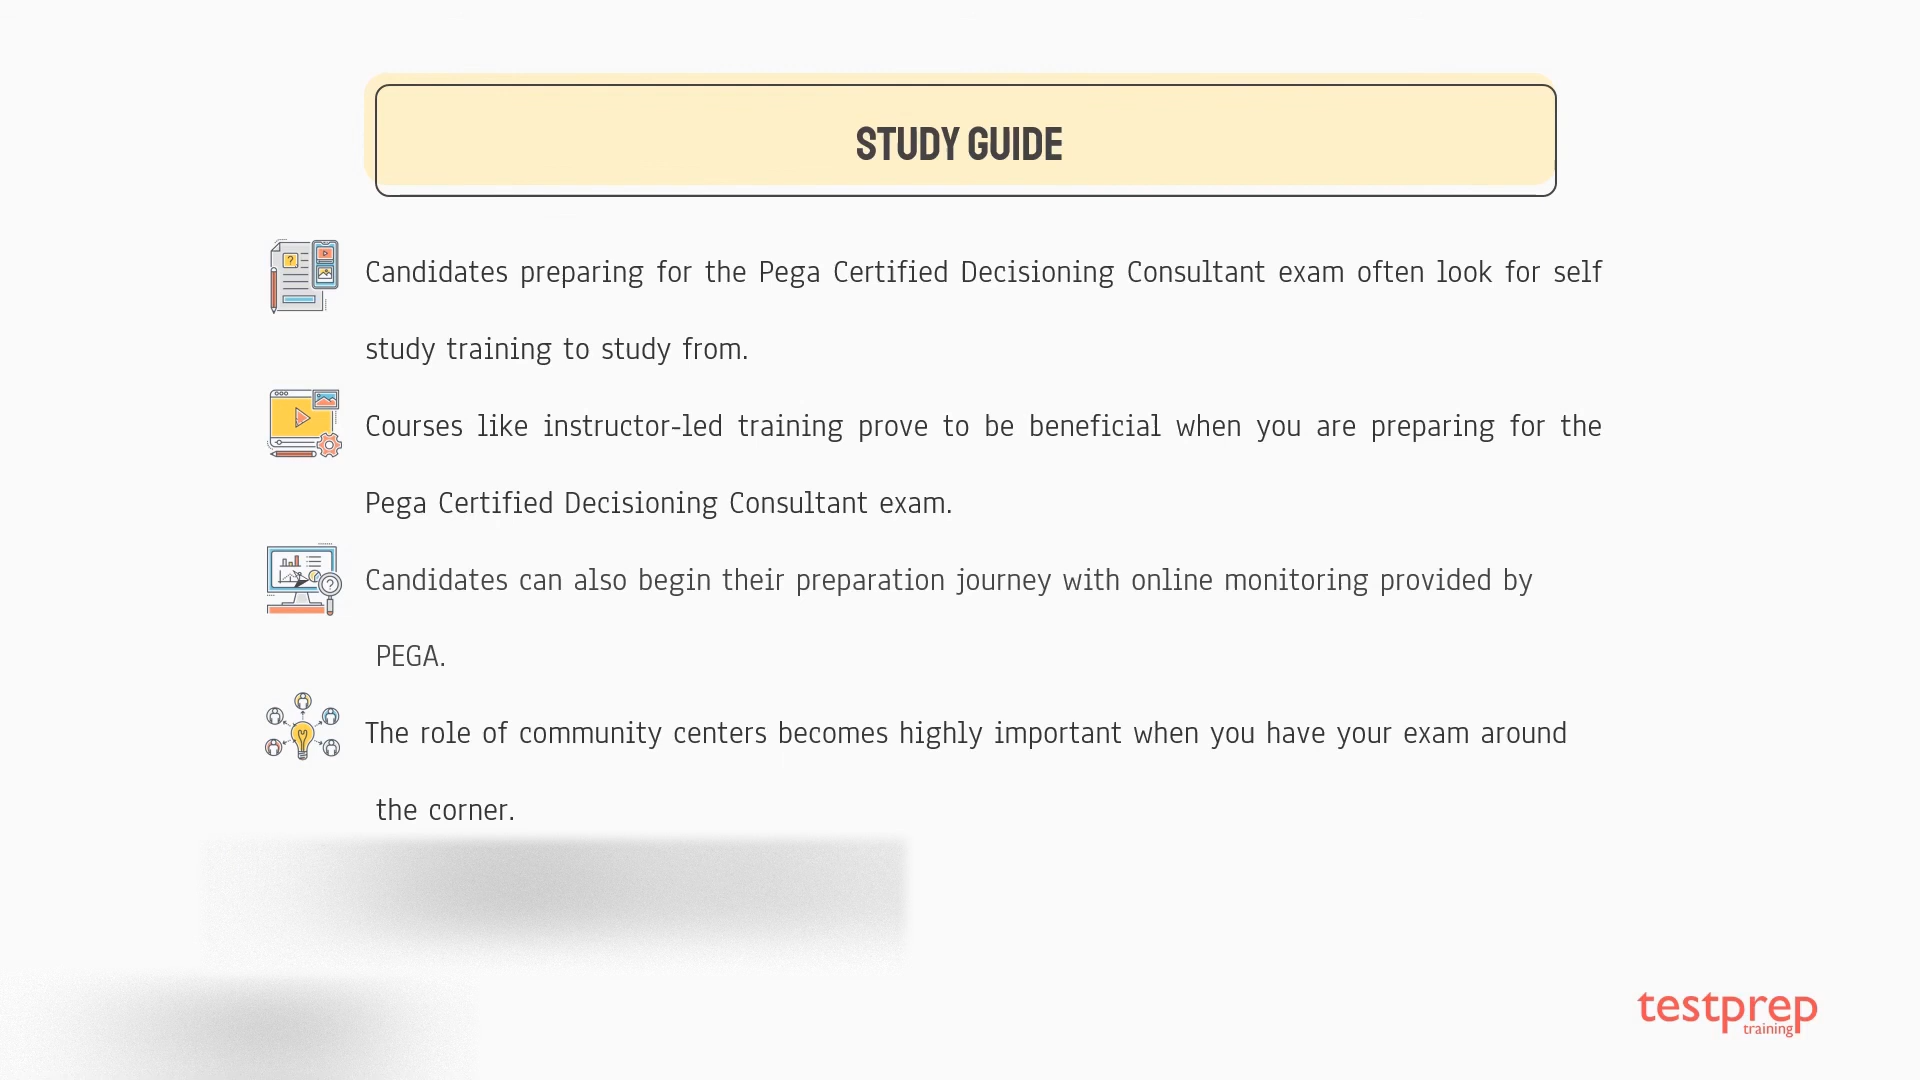 STUDY GUIDE
Candidates preparing for the Pega Certified Decisioning Consultant exam often look for self
study training to study from.
Courses like instructor-led training prove to be beneficial when you are preparing for the
Pega Certified Decisioning Consultant exam.
Candidates can also begin their preparation journey with online monitoring provided by
PEGA.
The role of community centers becomes highly important when you have your exam around
the corner.
testprep
training